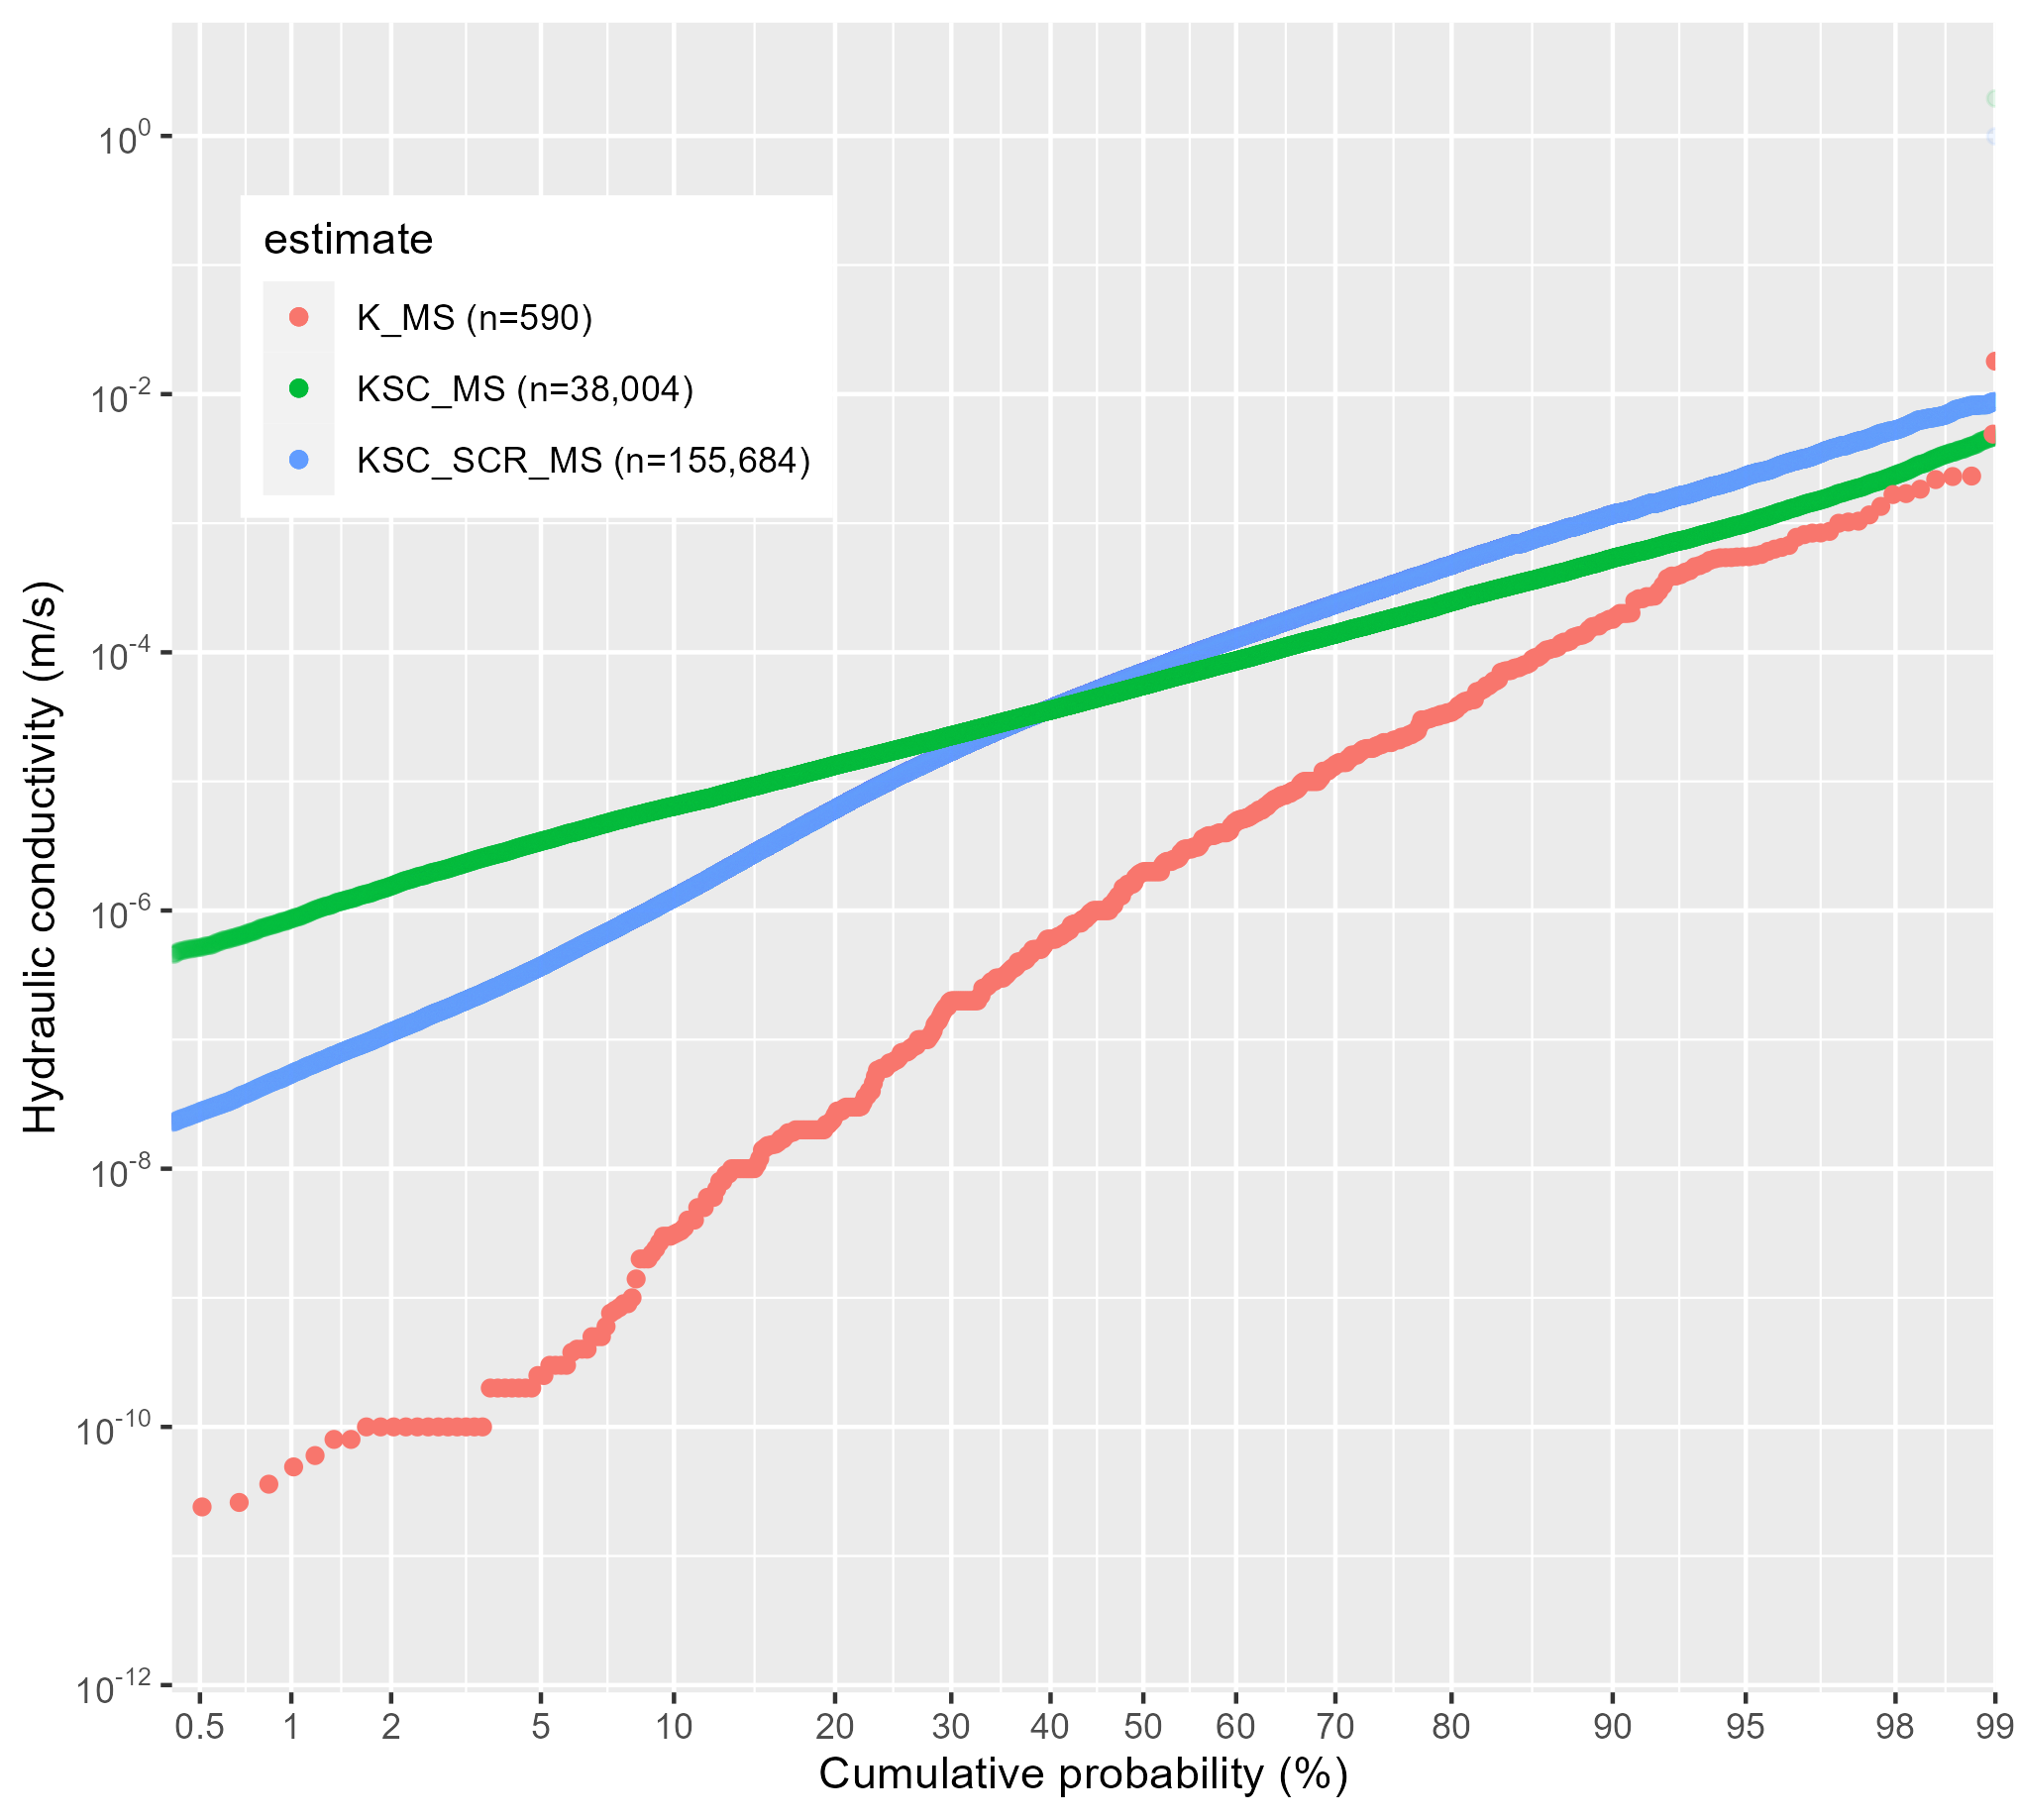 10^0
10^-2
10^-4
10^-6
10^-8
10^-10
10^-12
Hydraulic conductivity (m/s)
estimate
K_MS (n=590)
KSC_MS (n=38,004)
KSC_SCR_MS (n=155,684)
0.5 1 2 5 10 20 30 40 50 60 70 80 90 95 98 99
Cumulative probability (%)